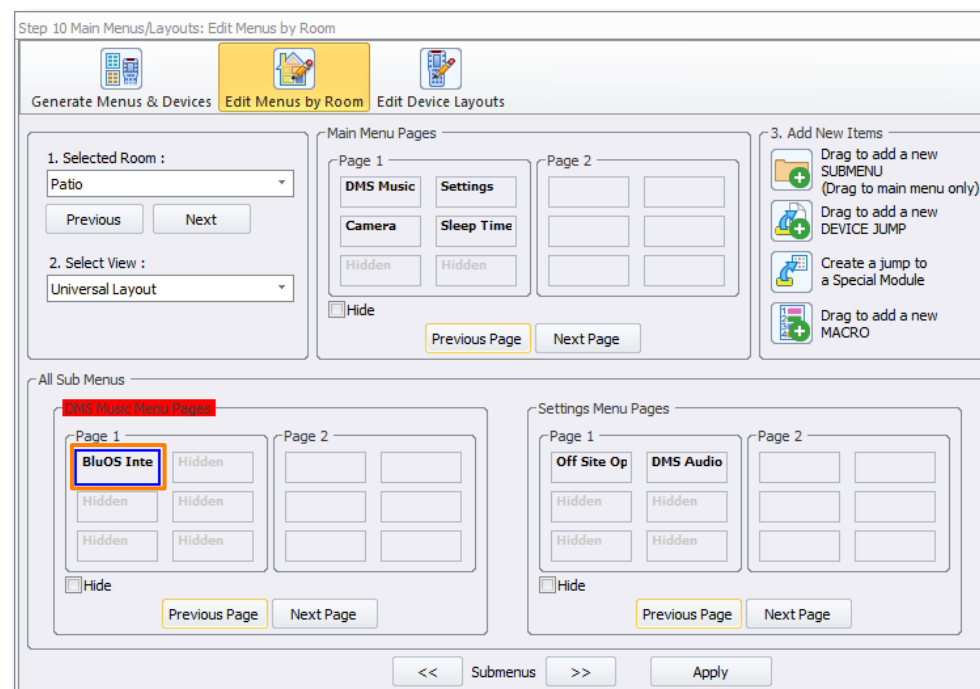 Step 10 Main Menus/Layouts: Edit Menus by Room
Generate Menus & Devices
Edit Menus by Room
Edit Device Layouts
1. Selected Room :
Patio
Previous
Next
2. Select View :
Universal Layout
Main Menu Pages
Page 1
DMS Music
Settings
Camera
Sleep Time
Hidden
Hidden
Page 2
Hide
Previous Page
Next Page
3. Add New Items
Drag to add a new
SUBMENU
(Drag to main menu only)
Drag to add a new
DEVICE JUMP
Create a jump to
a Special Module
Drag to add a new
MACRO
All Sub Menus
DMS Music Menu Pages
Page 1
BluOS Inte
Hidden
Hidden
Hidden
Hidden
Hidden
Page 2
Hide
Previous Page
Next Page
Settings Menu Pages
Page 1
Off Site Op
DMS Audio
Hidden
Hidden
Hidden
Hidden
Page 2
Hide
Previous Page
Next Page
<<
Submenus
>>
Apply